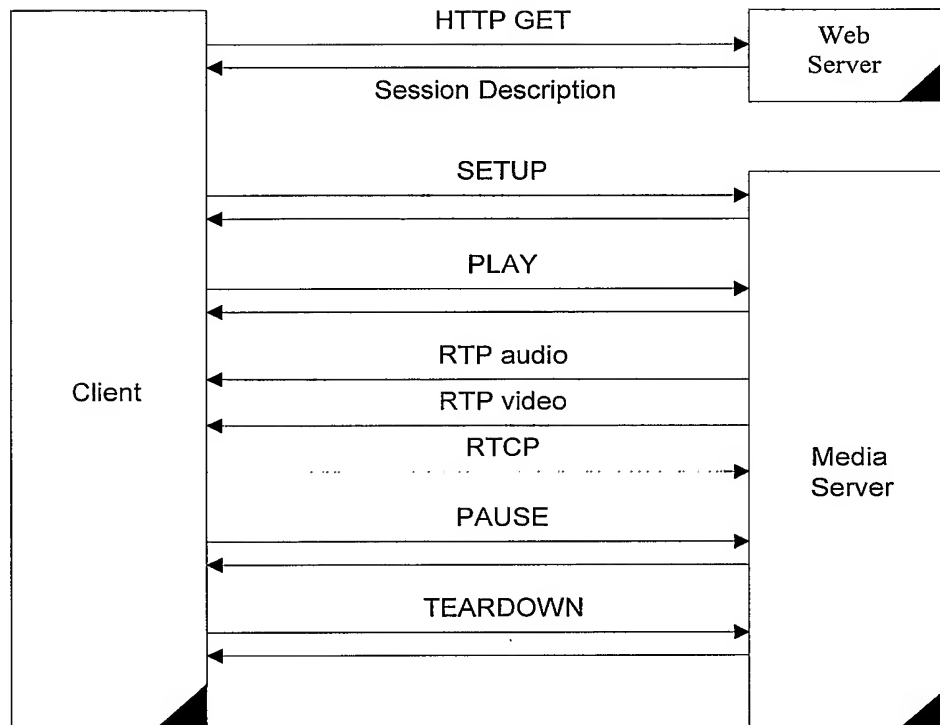 HTTP GET
Web
Server
Session Description
SETUP
PLAY
RTP audio
Client
RTP video
RTCP
Media
Server
PAUSE
TEARDOWN